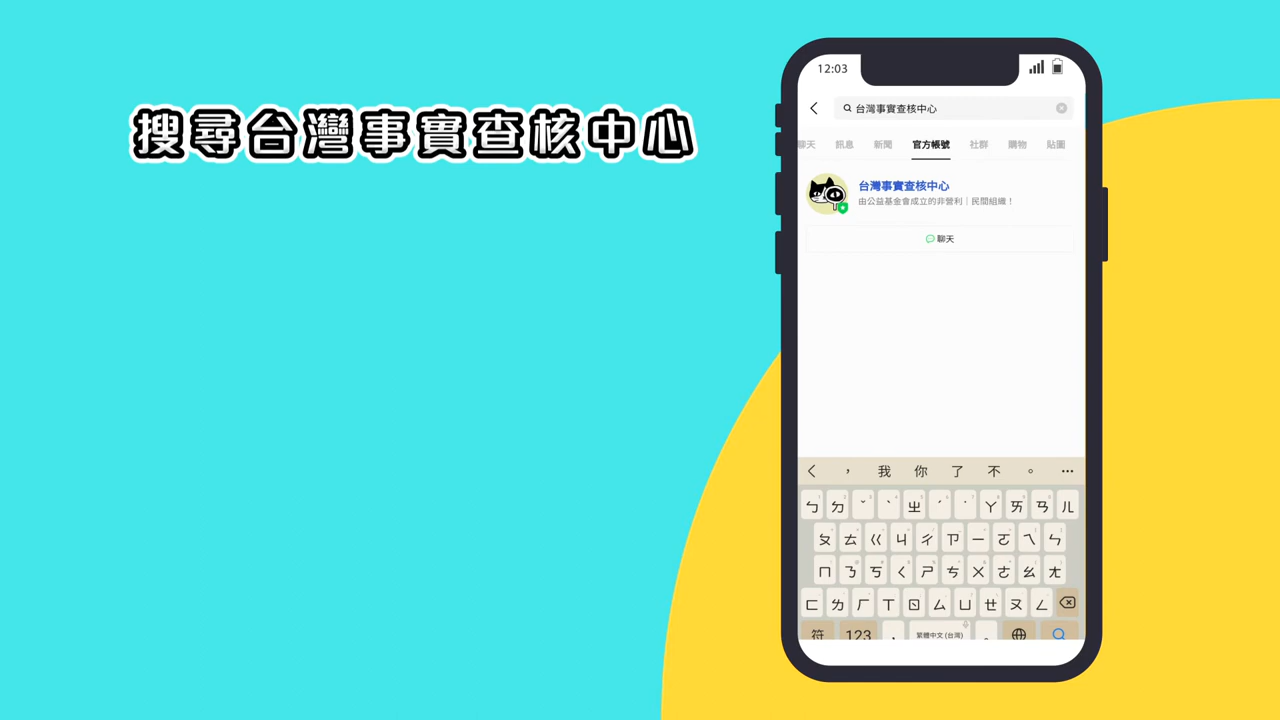 搜尋台灣事實查核中心
12:03
台灣事實查核中心
聊天 訊息 新聞 官方帳號 社群 購物 貼圖
台灣事實查核中心
由公益基金會成立的非營利｜民間組織！
聊天
， 我 你 了 不 。 …
ㄅ ㄉ ˇ ˋ ㄓ ˊ ˙ ㄚ ㄞ ㄢ ㄦ
ㄆ ㄊ ㄍ ㄐ ㄔ ㄗ ㄧ ㄛ ㄟ ㄣ
ㄇ ㄋ ㄎ ㄑ ㄕ ㄘ ㄨ ㄜ ㄠ ㄤ
ㄈ ㄌ ㄏ ㄒ ㄖ ㄙ ㄩ ㄝ ㄡ ㄥ
符 123 ， 繁體中文 (台灣) 。